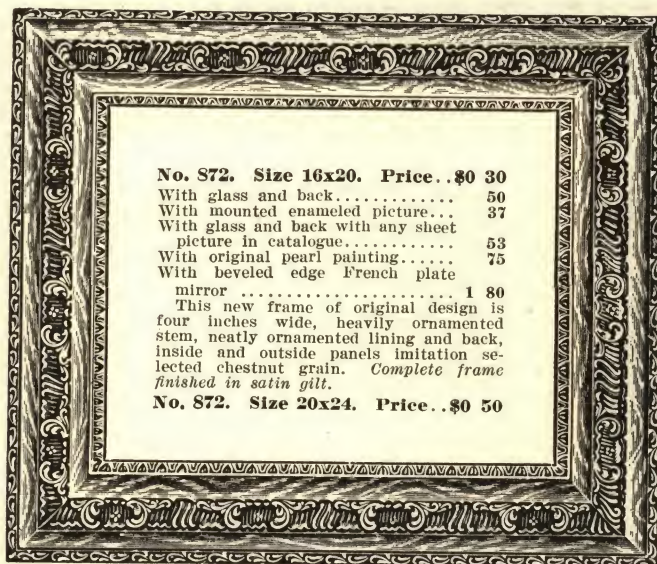 No. 872. Size 16x20. Price..$0 30
With glass and back............. 50
With mounted enameled picture... 37
With glass and back with any sheet
picture in catalogue............ 53
With original pearl painting...... 75
With beveled edge French plate
mirror ........................ 1 80
This new frame of original design is
four inches wide, heavily ornamented
stem, neatly ornamented lining and back,
inside and outside panels imitation se-
lected chestnut grain. Complete frame
finished in satin gilt.
No. 872. Size 20x24. Price..$0 50